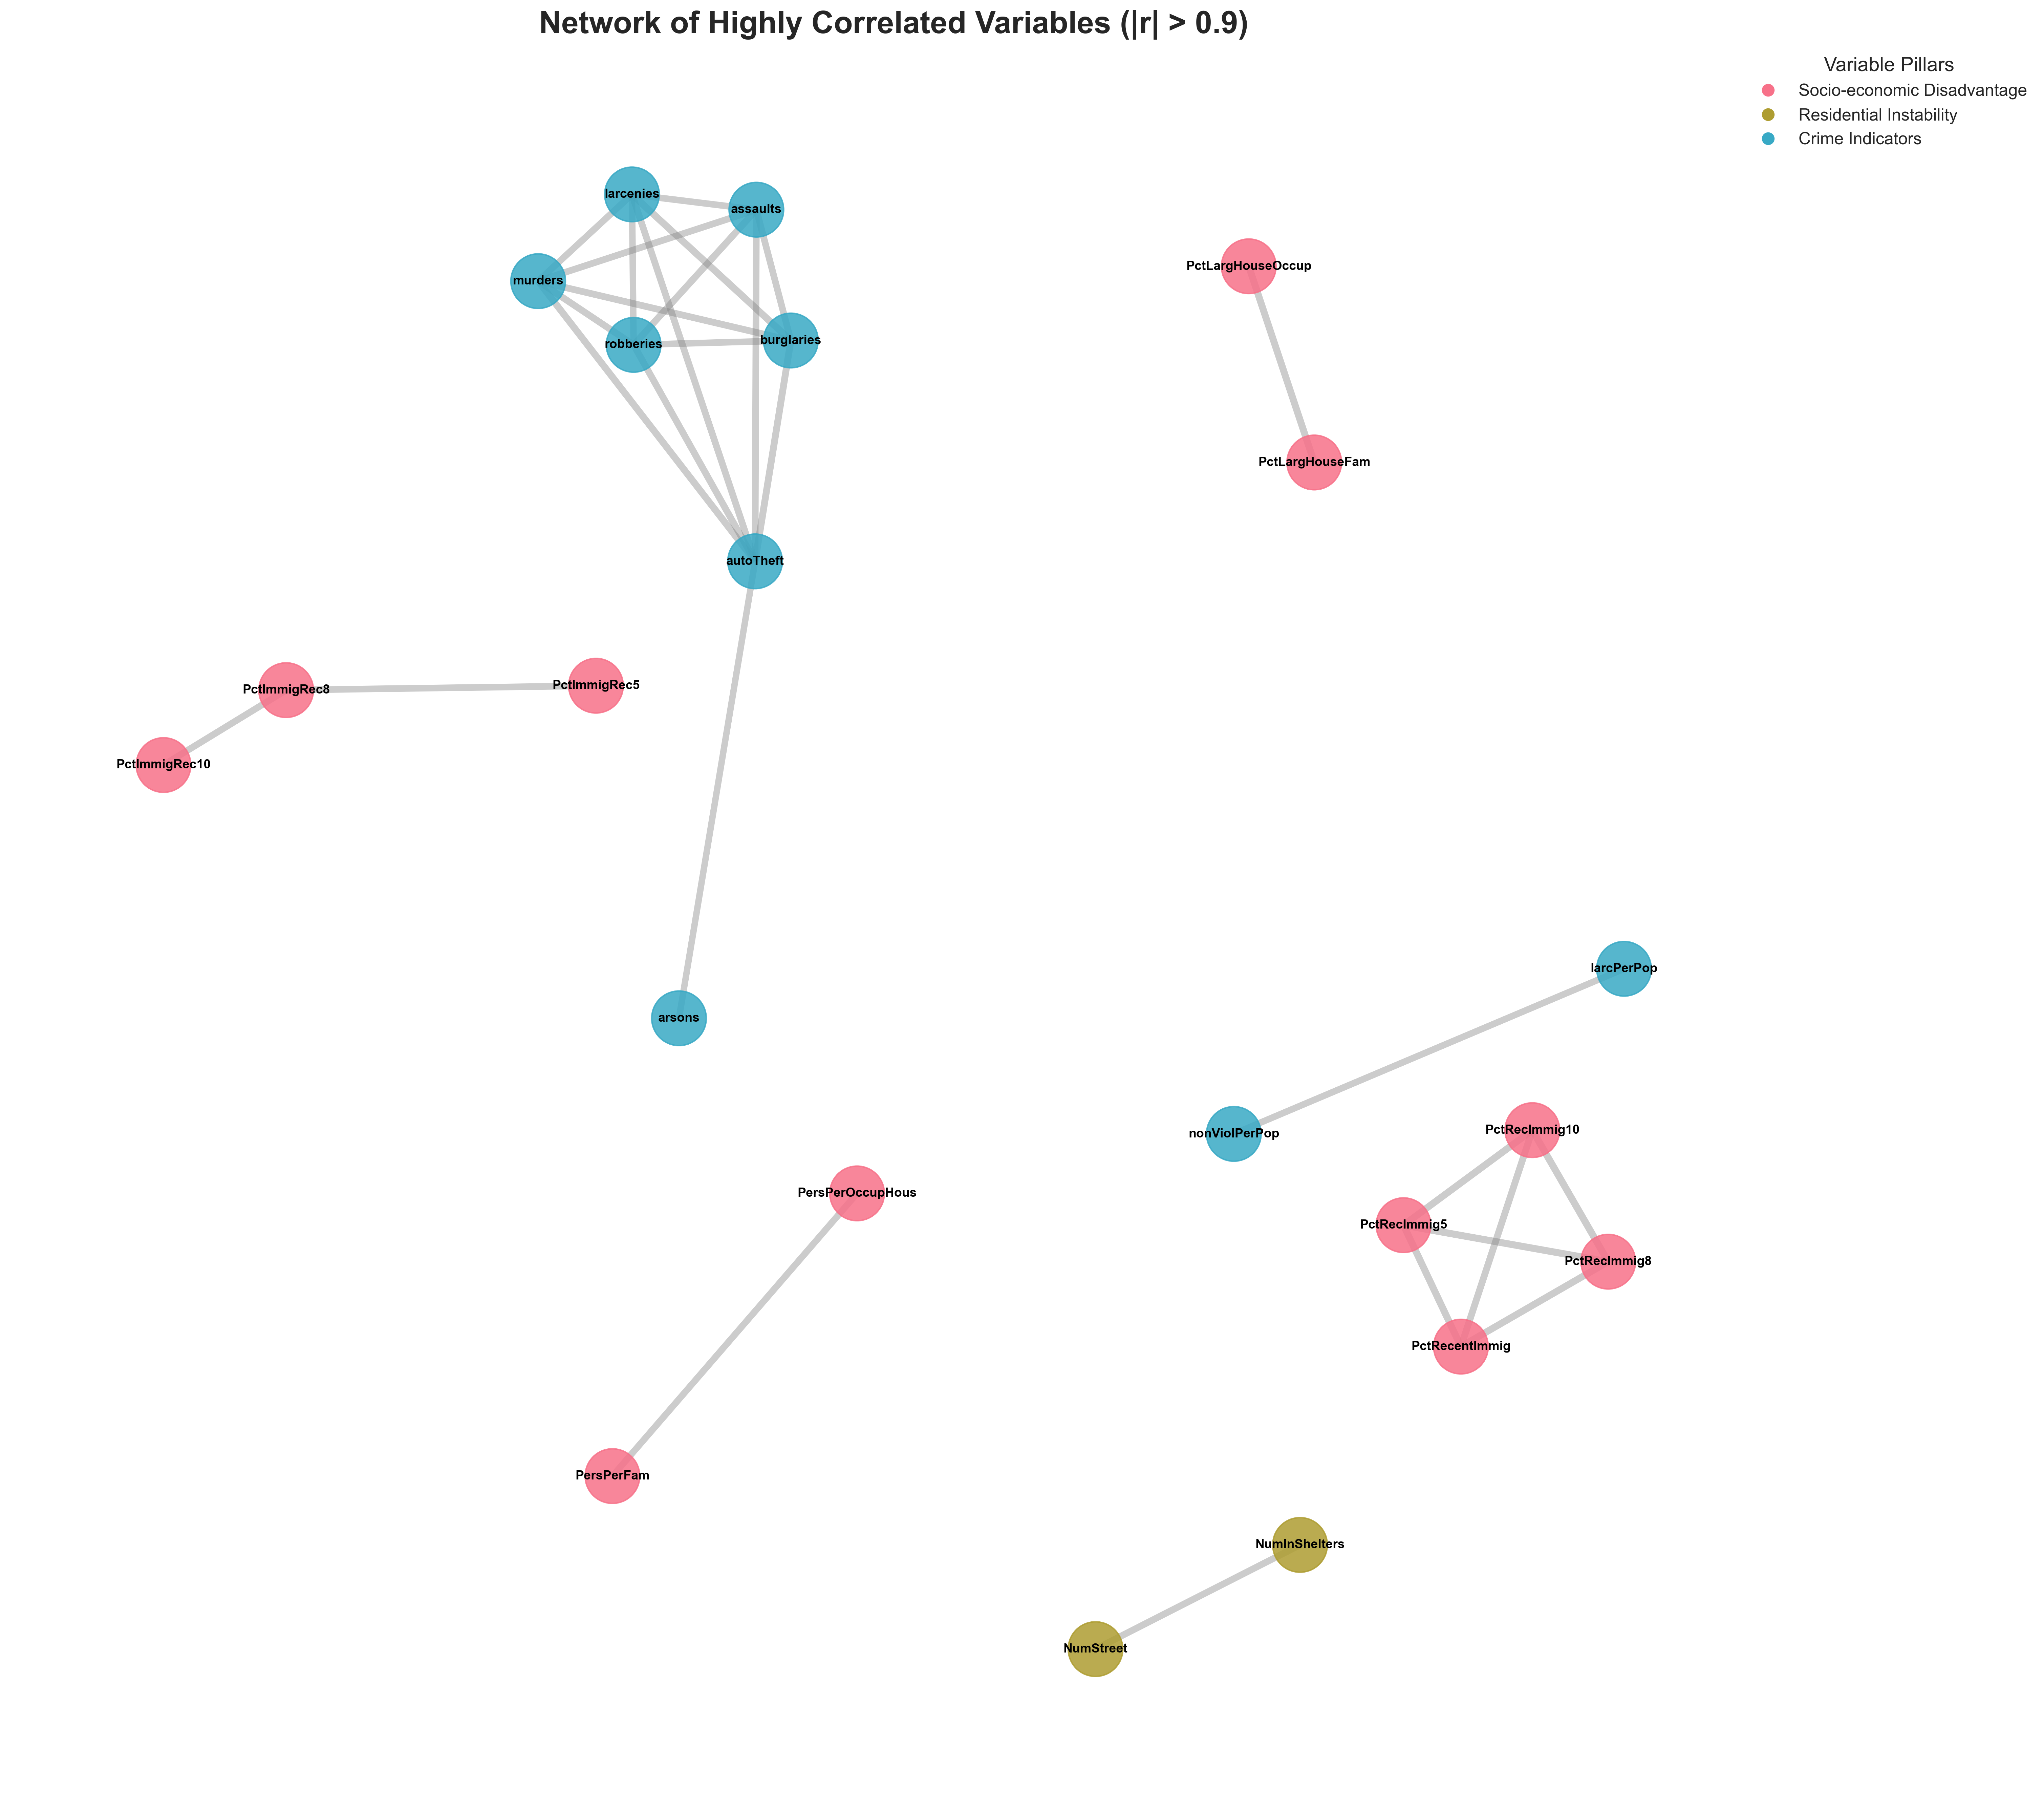 Network of Highly Correlated Variables (|r| > 0.9)
Variable Pillars
Socio-economic Disadvantage
Residential Instability
Crime Indicators
larcenies
assaults
murders
robberies
burglaries
PctLargHouseOccup
PctLargHouseFam
autoTheft
PctImmigRec8
PctImmigRec5
PctImmigRec10
larcPerPop
arsons
nonViolPerPop
PctRecImmig10
PersPerOccupHous
PctRecImmig5
PctRecImmig8
PctRecentImmig
PersPerFam
NumInShelters
NumStreet